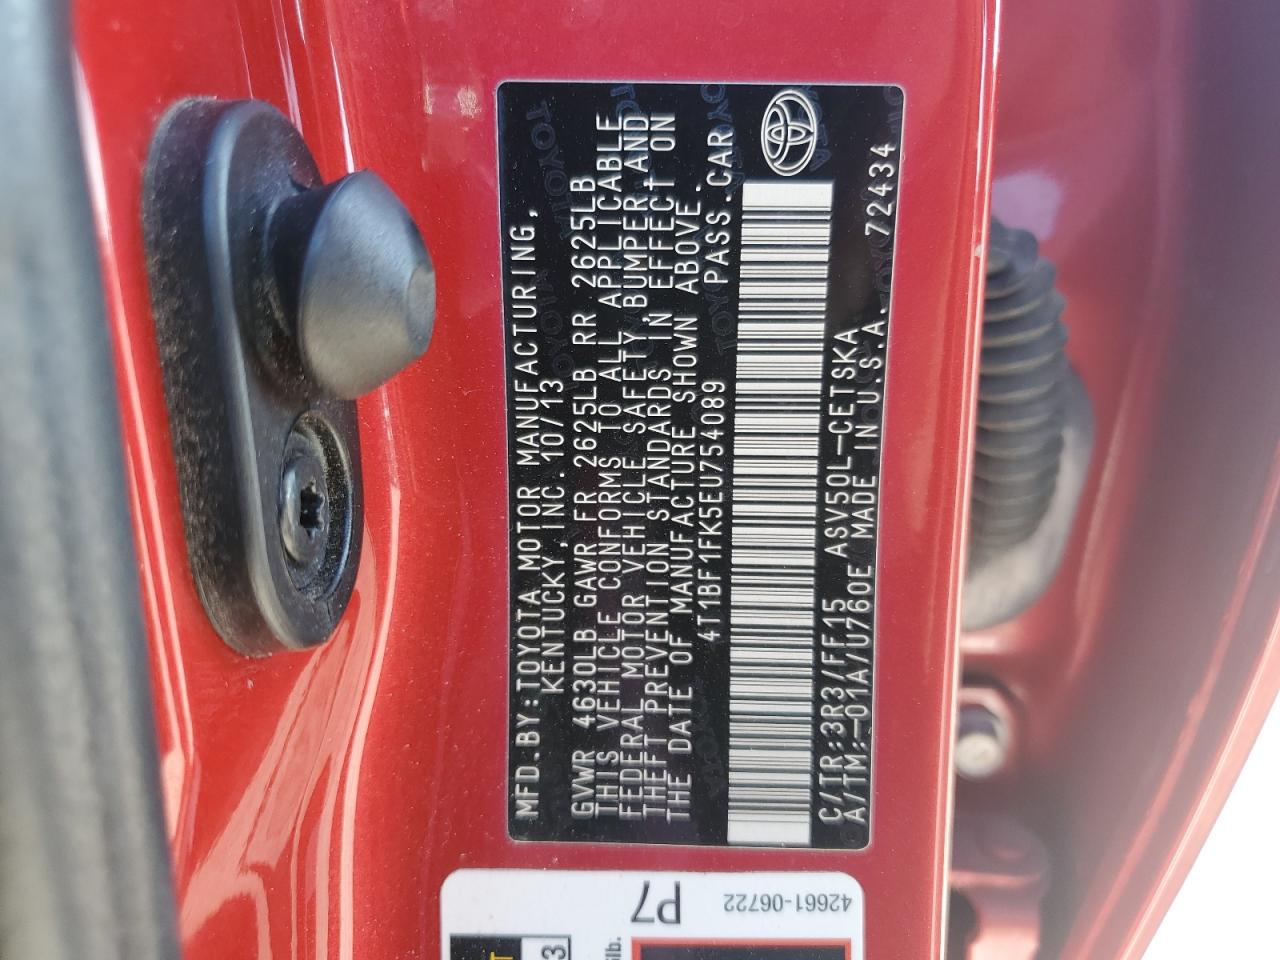 MFD.BY:TOYOTA MOTOR MANUFACTURING,
KENTUCKY,INC. 10/13
GVWR 4630LB GAWR FR 2625LB RR 2625LB
THIS VEHICLE CONFORMS TO ALL APPLICABLE
FEDERAL MOTOR VEHICLE SAFETY,BUMPER,AND
THEFT PREVENTION STANDARDS IN EFFECT ON
THE DATE OF MANUFACTURE SHOWN ABOVE.
4T1BF1FK5EU754089 PASS.CAR
C/TR:3R3/FF15 ASV50L-CETSKA
A/TM:-01A/U760E MADE IN U.S.A. 72434
42661-06722
P7